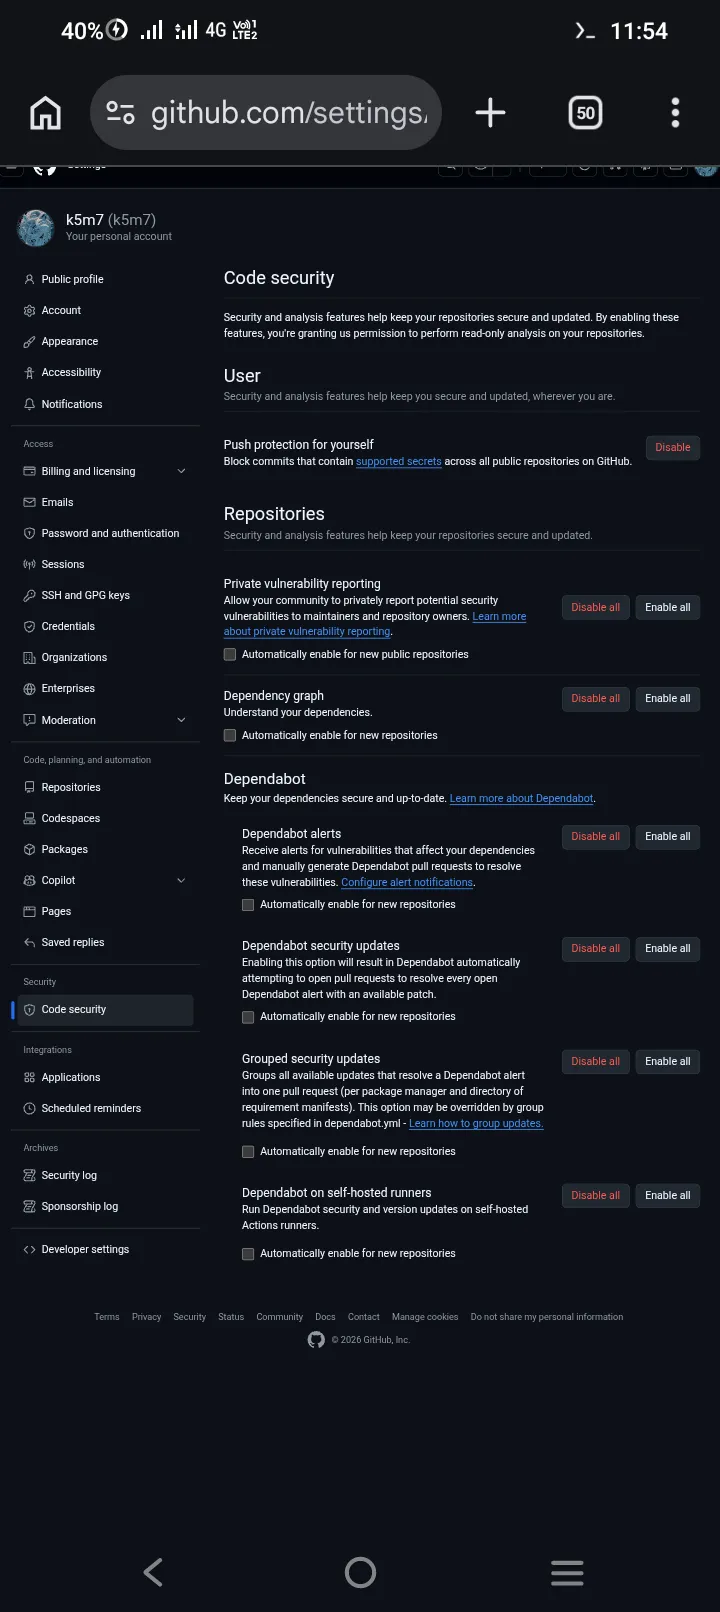 40% 4G Vo)) 1 LTE2 11:54
github.com/settings/
50
Settings
k5m7 (k5m7)
Your personal account
Public profile
Account
Appearance
Accessibility
Notifications
Access
Billing and licensing
Emails
Password and authentication
Sessions
SSH and GPG keys
Credentials
Organizations
Enterprises
Moderation
Code, planning, and automation
Repositories
Codespaces
Packages
Copilot
Pages
Saved replies
Security
Code security
Integrations
Applications
Scheduled reminders
Archives
Security log
Sponsorship log
Developer settings
Code security
Security and analysis features help keep your repositories secure and updated. By enabling these
features, you're granting us permission to perform read-only analysis on your repositories.
User
Security and analysis features help keep you secure and updated, wherever you are.
Push protection for yourself
Block commits that contain supported secrets across all public repositories on GitHub.
Disable
Repositories
Security and analysis features help keep your repositories secure and updated.
Private vulnerability reporting
Allow your community to privately report potential security
vulnerabilities to maintainers and repository owners. Learn more
about private vulnerability reporting.
Disable all Enable all
Automatically enable for new public repositories
Dependency graph
Understand your dependencies.
Disable all Enable all
Automatically enable for new repositories
Dependabot
Keep your dependencies secure and up-to-date. Learn more about Dependabot.
Dependabot alerts
Receive alerts for vulnerabilities that affect your dependencies
and manually generate Dependabot pull requests to resolve
these vulnerabilities. Configure alert notifications.
Disable all Enable all
Automatically enable for new repositories
Dependabot security updates
Enabling this option will result in Dependabot automatically
attempting to open pull requests to resolve every open
Dependabot alert with an available patch.
Disable all Enable all
Automatically enable for new repositories
Grouped security updates
Groups all available updates that resolve a Dependabot alert
into one pull request (per package manager and directory of
requirement manifests). This option may be overridden by group
rules specified in dependabot.yml - Learn how to group updates.
Disable all Enable all
Automatically enable for new repositories
Dependabot on self-hosted runners
Run Dependabot security and version updates on self-hosted
Actions runners.
Disable all Enable all
Automatically enable for new repositories
Terms Privacy Security Status Community Docs Contact Manage cookies Do not share my personal information
© 2026 GitHub, Inc.